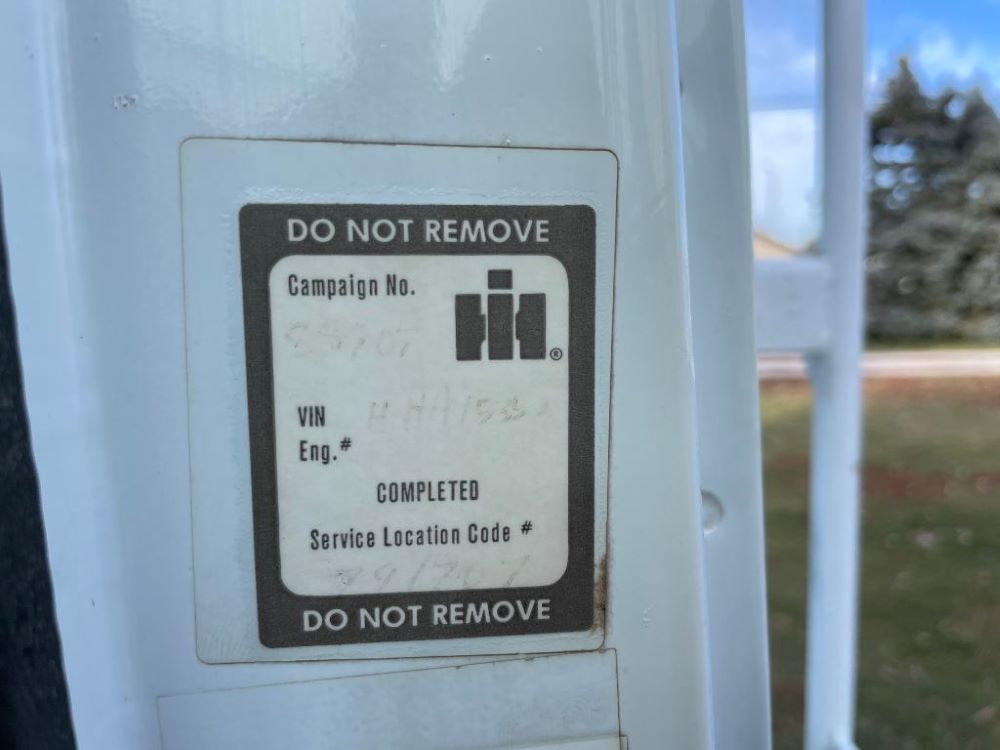 DO NOT REMOVE
Campaign No.
®
VIN
Eng.#
COMPLETED
Service Location Code #
DO NOT REMOVE